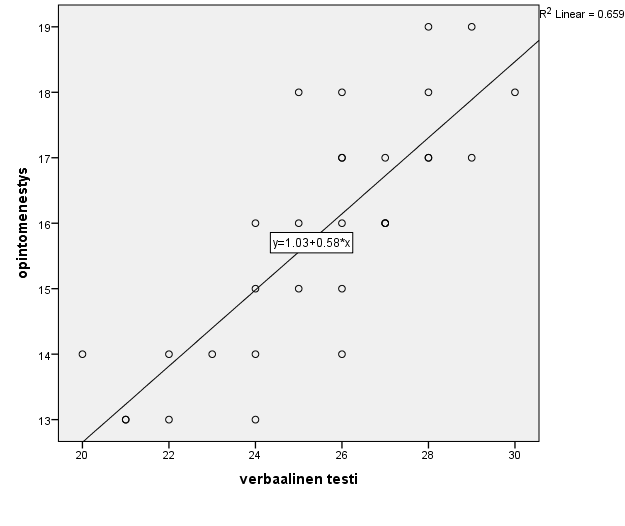 R² Linear = 0.659
19
18
17
16
15
14
13
opintomenestys
y=1.03+0.58*x
20 22 24 26 28 30
verbaalinen testi